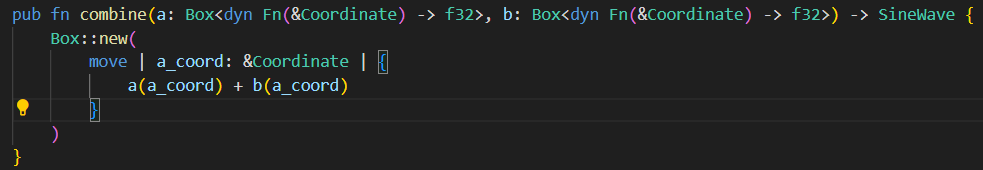 pub fn combine(a: Box<dyn Fn(&Coordinate) -> f32>, b: Box<dyn Fn(&Coordinate) -> f32>) -> SineWave {
    Box::new(
        move | a_coord: &Coordinate | {
            a(a_coord) + b(a_coord)
        }
    )
}